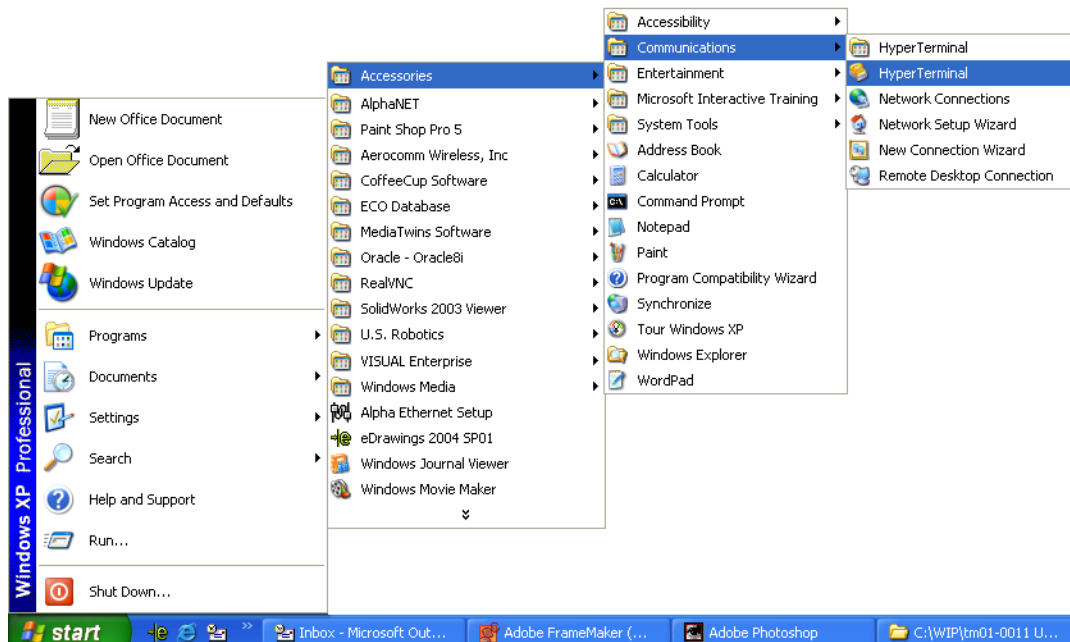 New Office Document
Open Office Document
Set Program Access and Defaults
Windows Catalog
Windows Update
Programs
Documents
Settings
Search
Help and Support
Run...
Shut Down...
Windows XP Professional
Accessories
AlphaNET
Paint Shop Pro 5
Aerocomm Wireless, Inc
CoffeeCup Software
ECO Database
MediaTwins Software
Oracle - Oracle8i
RealVNC
SolidWorks 2003 Viewer
U.S. Robotics
VISUAL Enterprise
Windows Media
Alpha Ethernet Setup
eDrawings 2004 SP01
Windows Journal Viewer
Windows Movie Maker
Accessibility
Communications
Entertainment
Microsoft Interactive Training
System Tools
Address Book
Calculator
Command Prompt
Notepad
Paint
Program Compatibility Wizard
Synchronize
Tour Windows XP
Windows Explorer
WordPad
HyperTerminal
HyperTerminal
Network Connections
Network Setup Wizard
New Connection Wizard
Remote Desktop Connection
start
Inbox - Microsoft Out...
Adobe FrameMaker (...
Adobe Photoshop
C:\WIP\tm01-0011 U...